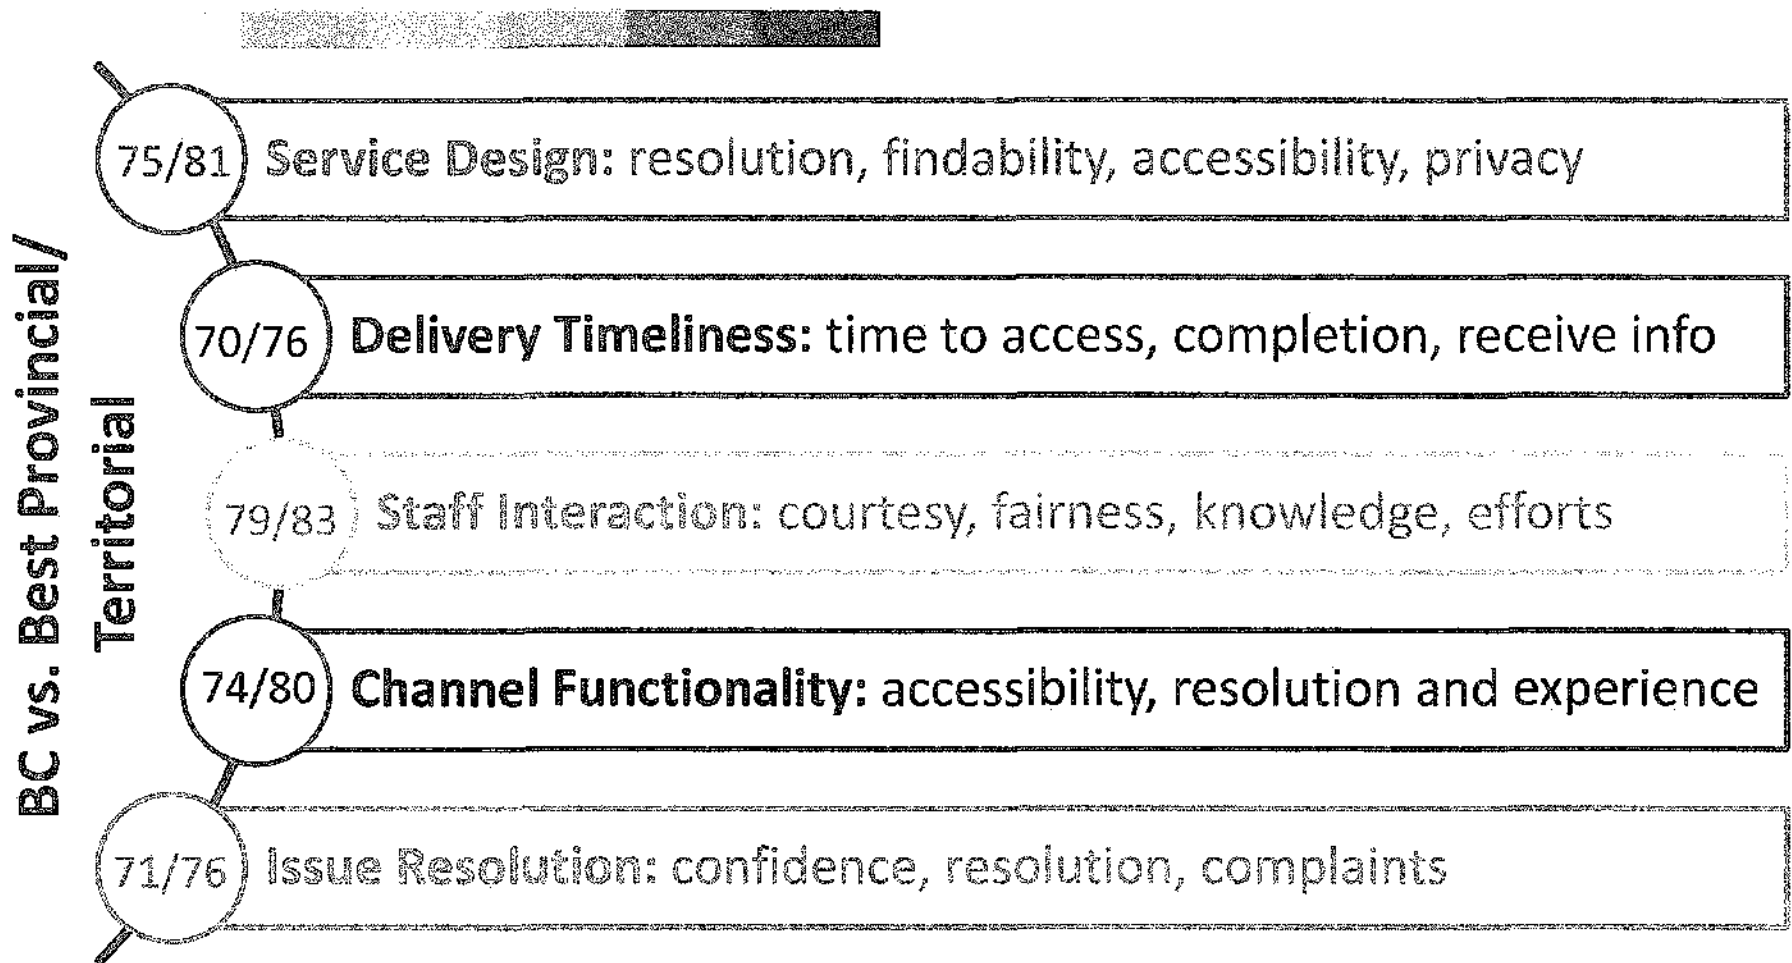 BC vs. Best Provincial/
Territorial
75/81 Service Design: resolution, findability, accessibility, privacy
70/76 Delivery Timeliness: time to access, completion, receive info
79/83 Staff Interaction: courtesy, fairness, knowledge, efforts
74/80 Channel Functionality: accessibility, resolution and experience
71/76 Issue Resolution: confidence, resolution, complaints